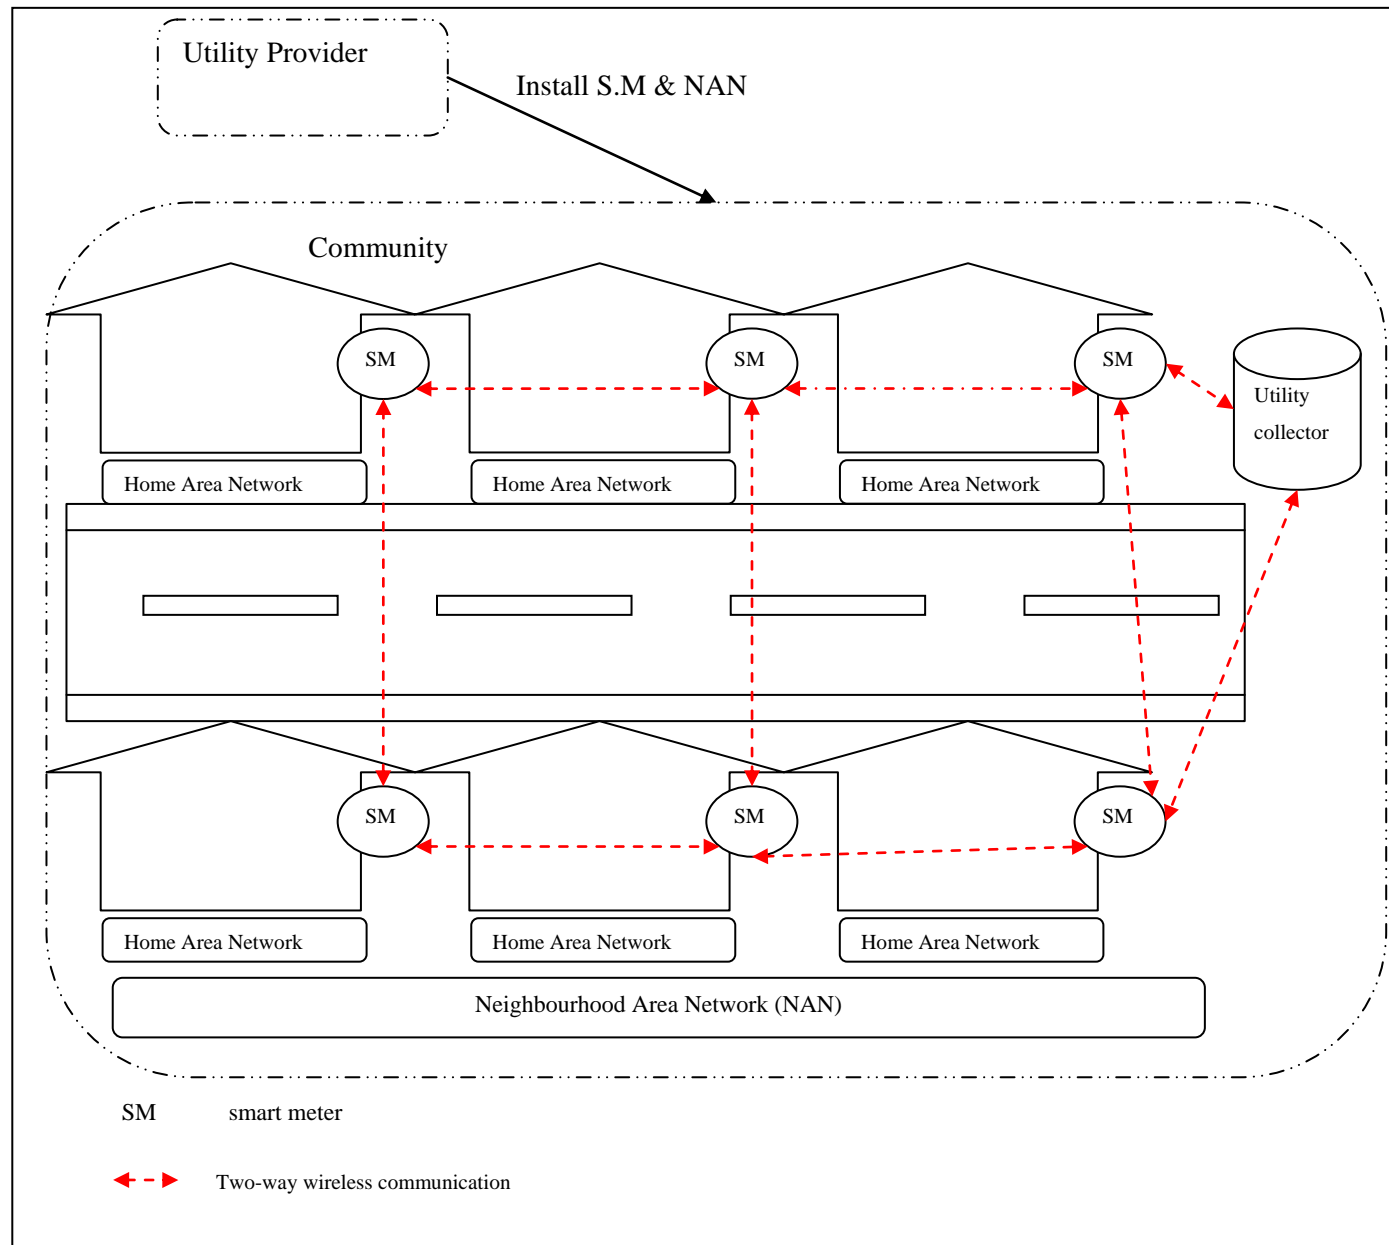 Utility Provider
Install S.M & NAN
Community
SM
SM
SM
Utility
collector
Home Area Network
Home Area Network
Home Area Network
SM
SM
SM
Home Area Network
Home Area Network
Home Area Network
Neighbourhood Area Network (NAN)
SM smart meter
Two-way wireless communication